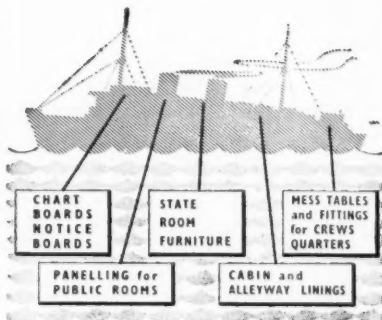 CHART
BOARDS
NOTICE
BOARDS
STATE
ROOM
FURNITURE
MESS TABLES
and FITTINGS
for CREWS
QUARTERS
PANELLING for
PUBLIC ROOMS
CABIN and
ALLEYWAY LININGS